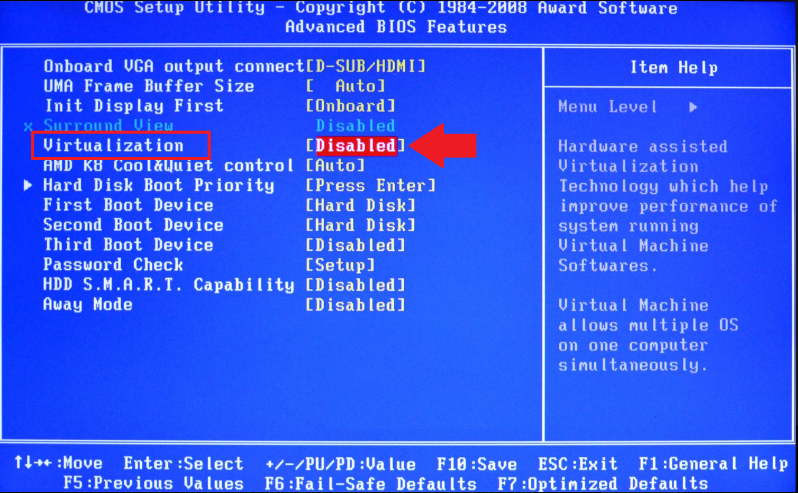 CMOS Setup Utility - Copyright (C) 1984-2008 Award Software
Advanced BIOS Features
Onboard VGA output connect[D-SUB/HDMI]
UMA Frame Buffer Size [ Auto]
Init Display First [Onboard]
x Surround View Disabled
Virtualization [Disabled]
AMD K8 Cool&Quiet control [Auto]
▶ Hard Disk Boot Priority [Press Enter]
First Boot Device [Hard Disk]
Second Boot Device [Hard Disk]
Third Boot Device [Disabled]
Password Check [Setup]
HDD S.M.A.R.T. Capability [Disabled]
Away Mode [Disabled]
Item Help
Menu Level ▶
Hardware assisted
Virtualization
Technology which help
improve performance of
system running
Virtual Machine
Softwares.
Virtual Machine
allows multiple OS
on one computer
simultaneously.
↑↓→←:Move Enter:Select +/-/PU/PD:Value F10:Save ESC:Exit F1:General Help
F5:Previous Values F6:Fail-Safe Defaults F7:Optimized Defaults